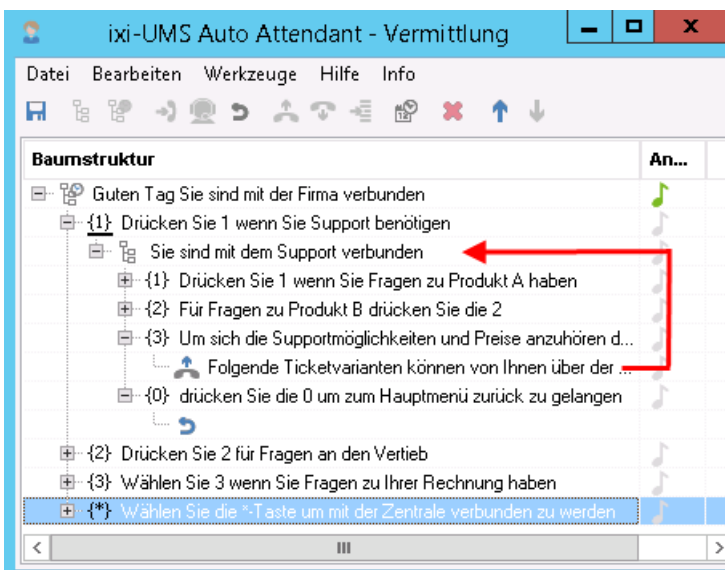 ixi-UMS Auto Attendant - Vermittlung
Datei Bearbeiten Werkzeuge Hilfe Info
Baumstruktur An...
Guten Tag Sie sind mit der Firma verbunden
{1} Drücken Sie 1 wenn Sie Support benötigen
Sie sind mit dem Support verbunden
{1} Drücken Sie 1 wenn Sie Fragen zu Produkt A haben
{2} Für Fragen zu Produkt B drücken Sie die 2
{3} Um sich die Supportmöglichkeiten und Preise anzuhören d...
Folgende Ticketvarianten können von Ihnen über der ...
{0} drücken Sie die 0 um zum Hauptmenü zurück zu gelangen
{2} Drücken Sie 2 für Fragen an den Vertieb
{3} Wählen Sie 3 wenn Sie Fragen zu Ihrer Rechnung haben
{*} Wählen Sie die *-Taste um mit der Zentrale verbunden zu werden